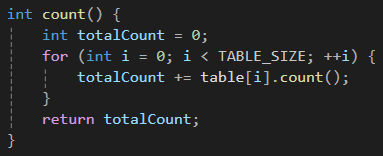 int count() {
    int totalCount = 0;
    for (int i = 0; i < TABLE_SIZE; ++i) {
        totalCount += table[i].count();
    }
    return totalCount;
}